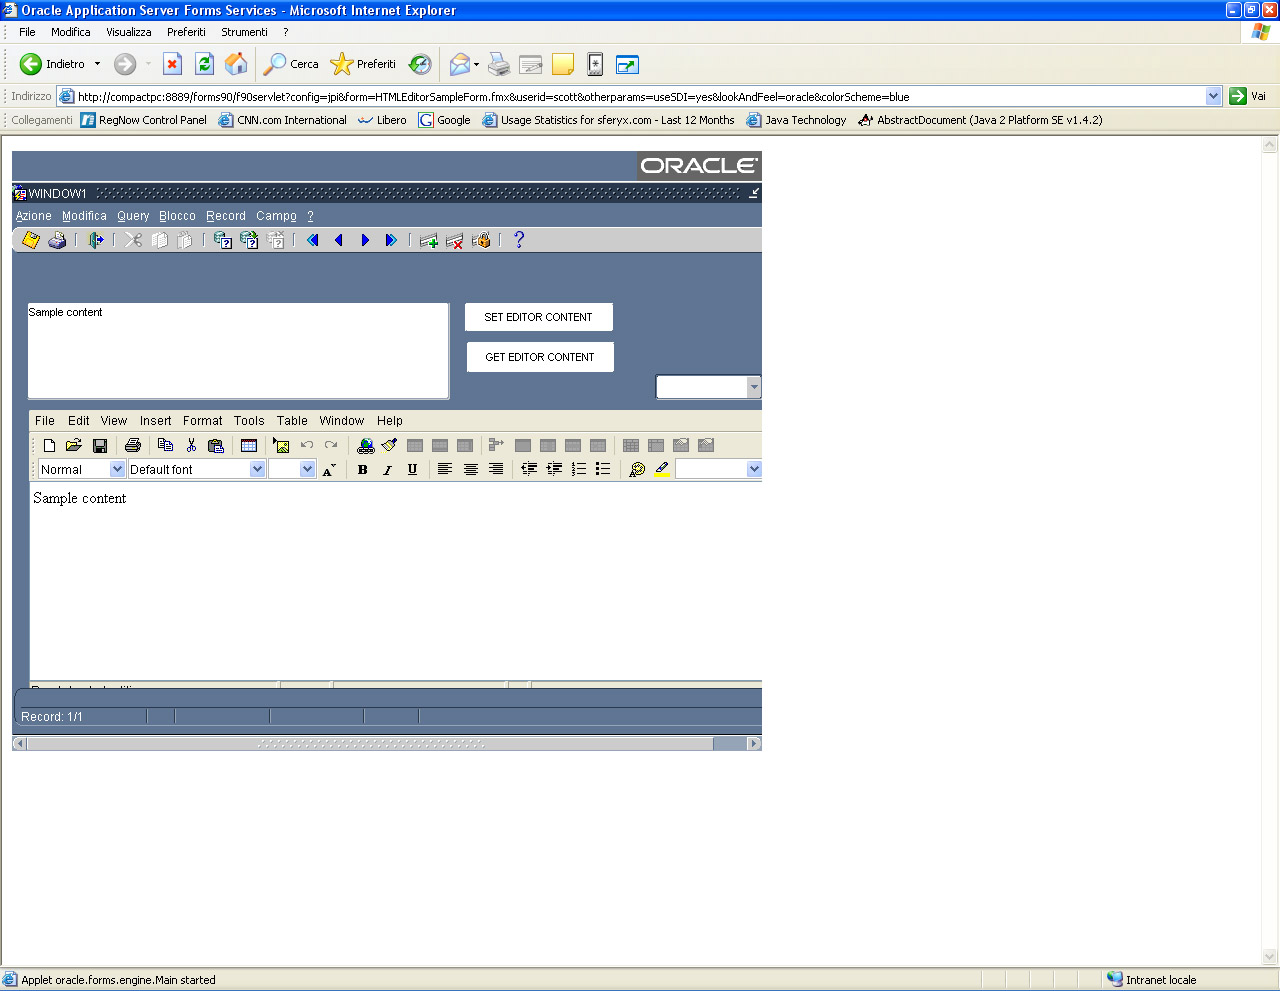 Oracle Application Server Forms Services - Microsoft Internet Explorer
File Modifica Visualizza Preferiti Strumenti ?
Indietro Cerca Preferiti
Indirizzo http://compactpc:8889/forms90/f90servlet?config=jpi&form=HTMLEditorSampleForm.fmx&userid=scott&otherparams=useSDI=yes&lookAndFeel=oracle&colorScheme=blue Vai
Collegamenti RegNow Control Panel CNN.com International Libero Google Usage Statistics for sferyx.com - Last 12 Months Java Technology AbstractDocument (Java 2 Platform SE v1.4.2)
ORACLE
WINDOW1
Azione Modifica Query Blocco Record Campo ?
Sample content
SET EDITOR CONTENT
GET EDITOR CONTENT
File Edit View Insert Format Tools Table Window Help
Normal Default font A B I U
Sample content
Record: 1/1
Applet oracle.forms.engine.Main started Intranet locale